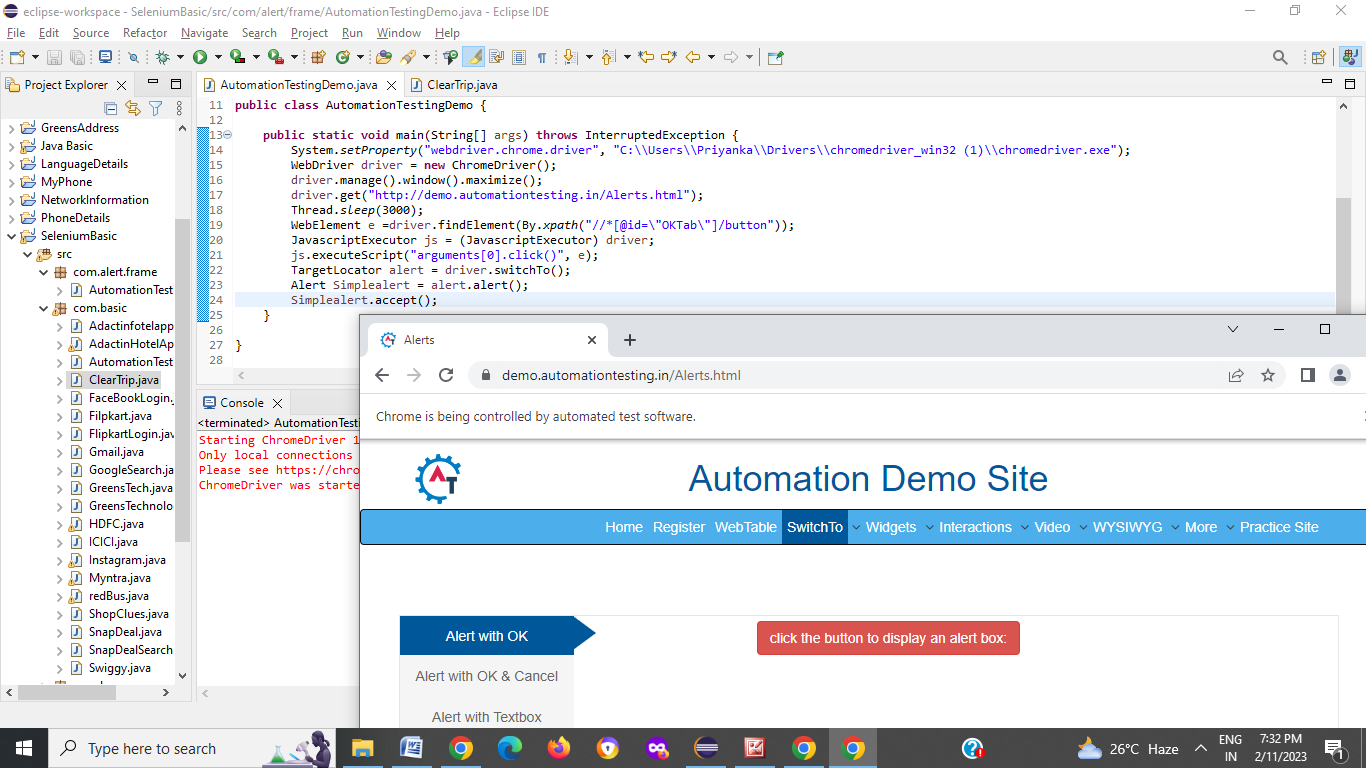 eclipse-workspace - SeleniumBasic/src/com/alert/frame/AutomationTestingDemo.java - Eclipse IDE
File Edit Source Refactor Navigate Search Project Run Window Help
Project Explorer
AutomationTestingDemo.java
ClearTrip.java
GreensAddress
Java Basic
LanguageDetails
MyPhone
NetworkInformation
PhoneDetails
SeleniumBasic
src
com.alert.frame
AutomationTest
com.basic
Adactinfotelapp
AdactinHotelAp
AutomationTest
ClearTrip.java
FaceBookLogin.
Filpkart.java
FlipkartLogin.jav
Gmail.java
GoogleSearch.ja
GreensTech.java
GreensTechnolo
HDFC.java
ICICI.java
Instagram.java
Myntra.java
redBus.java
ShopClues.java
SnapDeal.java
SnapDealSearch
Swiggy.java
11 public class AutomationTestingDemo {
12
13 public static void main(String[] args) throws InterruptedException {
14 System.setProperty("webdriver.chrome.driver", "C:\\Users\\Priyanka\\Drivers\\chromedriver_win32 (1)\\chromedriver.exe");
15 WebDriver driver = new ChromeDriver();
16 driver.manage().window().maximize();
17 driver.get("http://demo.automationtesting.in/Alerts.html");
18 Thread.sleep(3000);
19 WebElement e =driver.findElement(By.xpath("//*[@id=\"OKTab\"]/button"));
20 JavascriptExecutor js = (JavascriptExecutor) driver;
21 js.executeScript("arguments[0].click()", e);
22 TargetLocator alert = driver.switchTo();
23 Alert Simplealert = alert.alert();
24 Simplealert.accept();
25 }
26
27 }
28
Console
<terminated> AutomationTesti
Starting ChromeDriver 1
Only local connections
Please see https://chro
ChromeDriver was starte
Alerts
demo.automationtesting.in/Alerts.html
Chrome is being controlled by automated test software.
AT
Automation Demo Site
Home Register WebTable SwitchTo Widgets Interactions Video WYSIWYG More Practice Site
Alert with OK
click the button to display an alert box:
Alert with OK & Cancel
Alert with Textbox
Type here to search
26°C Haze
ENG
IN
7:32 PM
2/11/2023
1